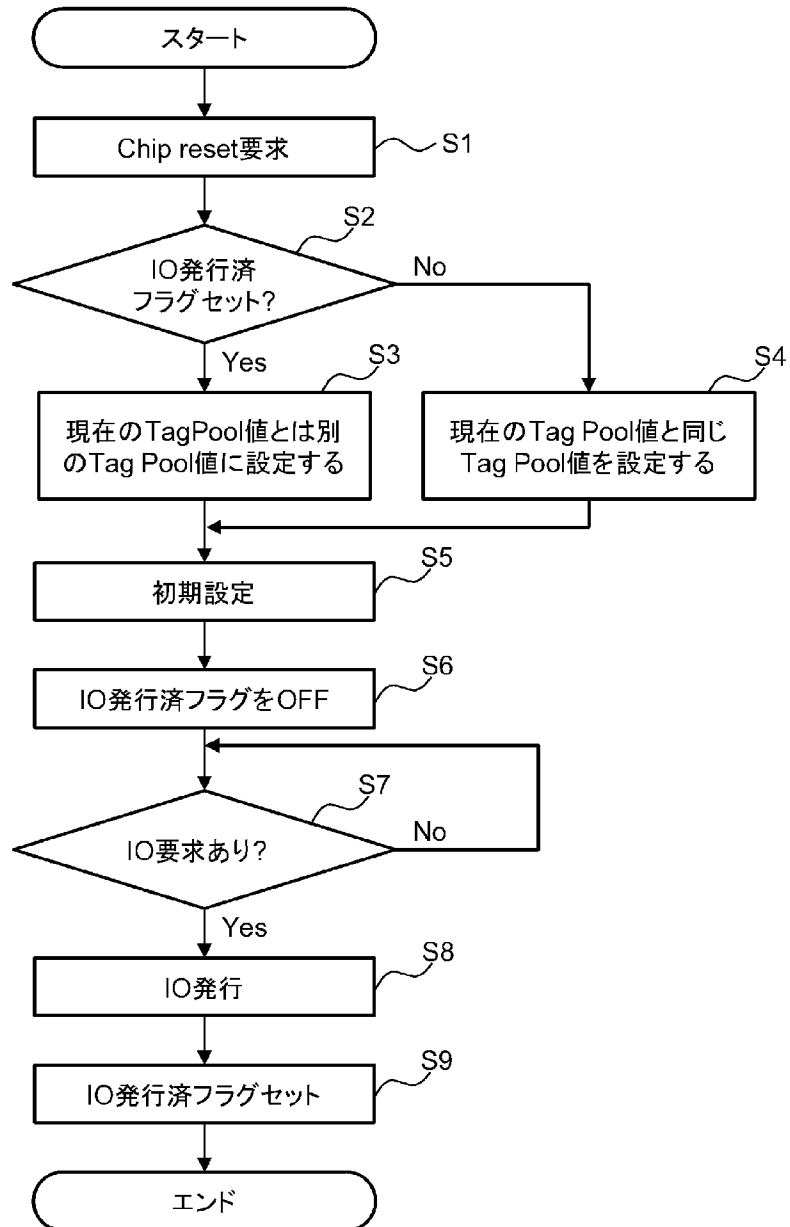 スタート
Chip reset要求
S1
S2
IO発行済
フラグセット?
No
Yes
S3
現在のTagPool値とは別
のTag Pool値に設定する
S4
現在のTag Pool値と同じ
Tag Pool値を設定する
S5
初期設定
S6
IO発行済フラグをOFF
S7
IO要求あり?
No
Yes
S8
IO発行
S9
IO発行済フラグセット
エンド